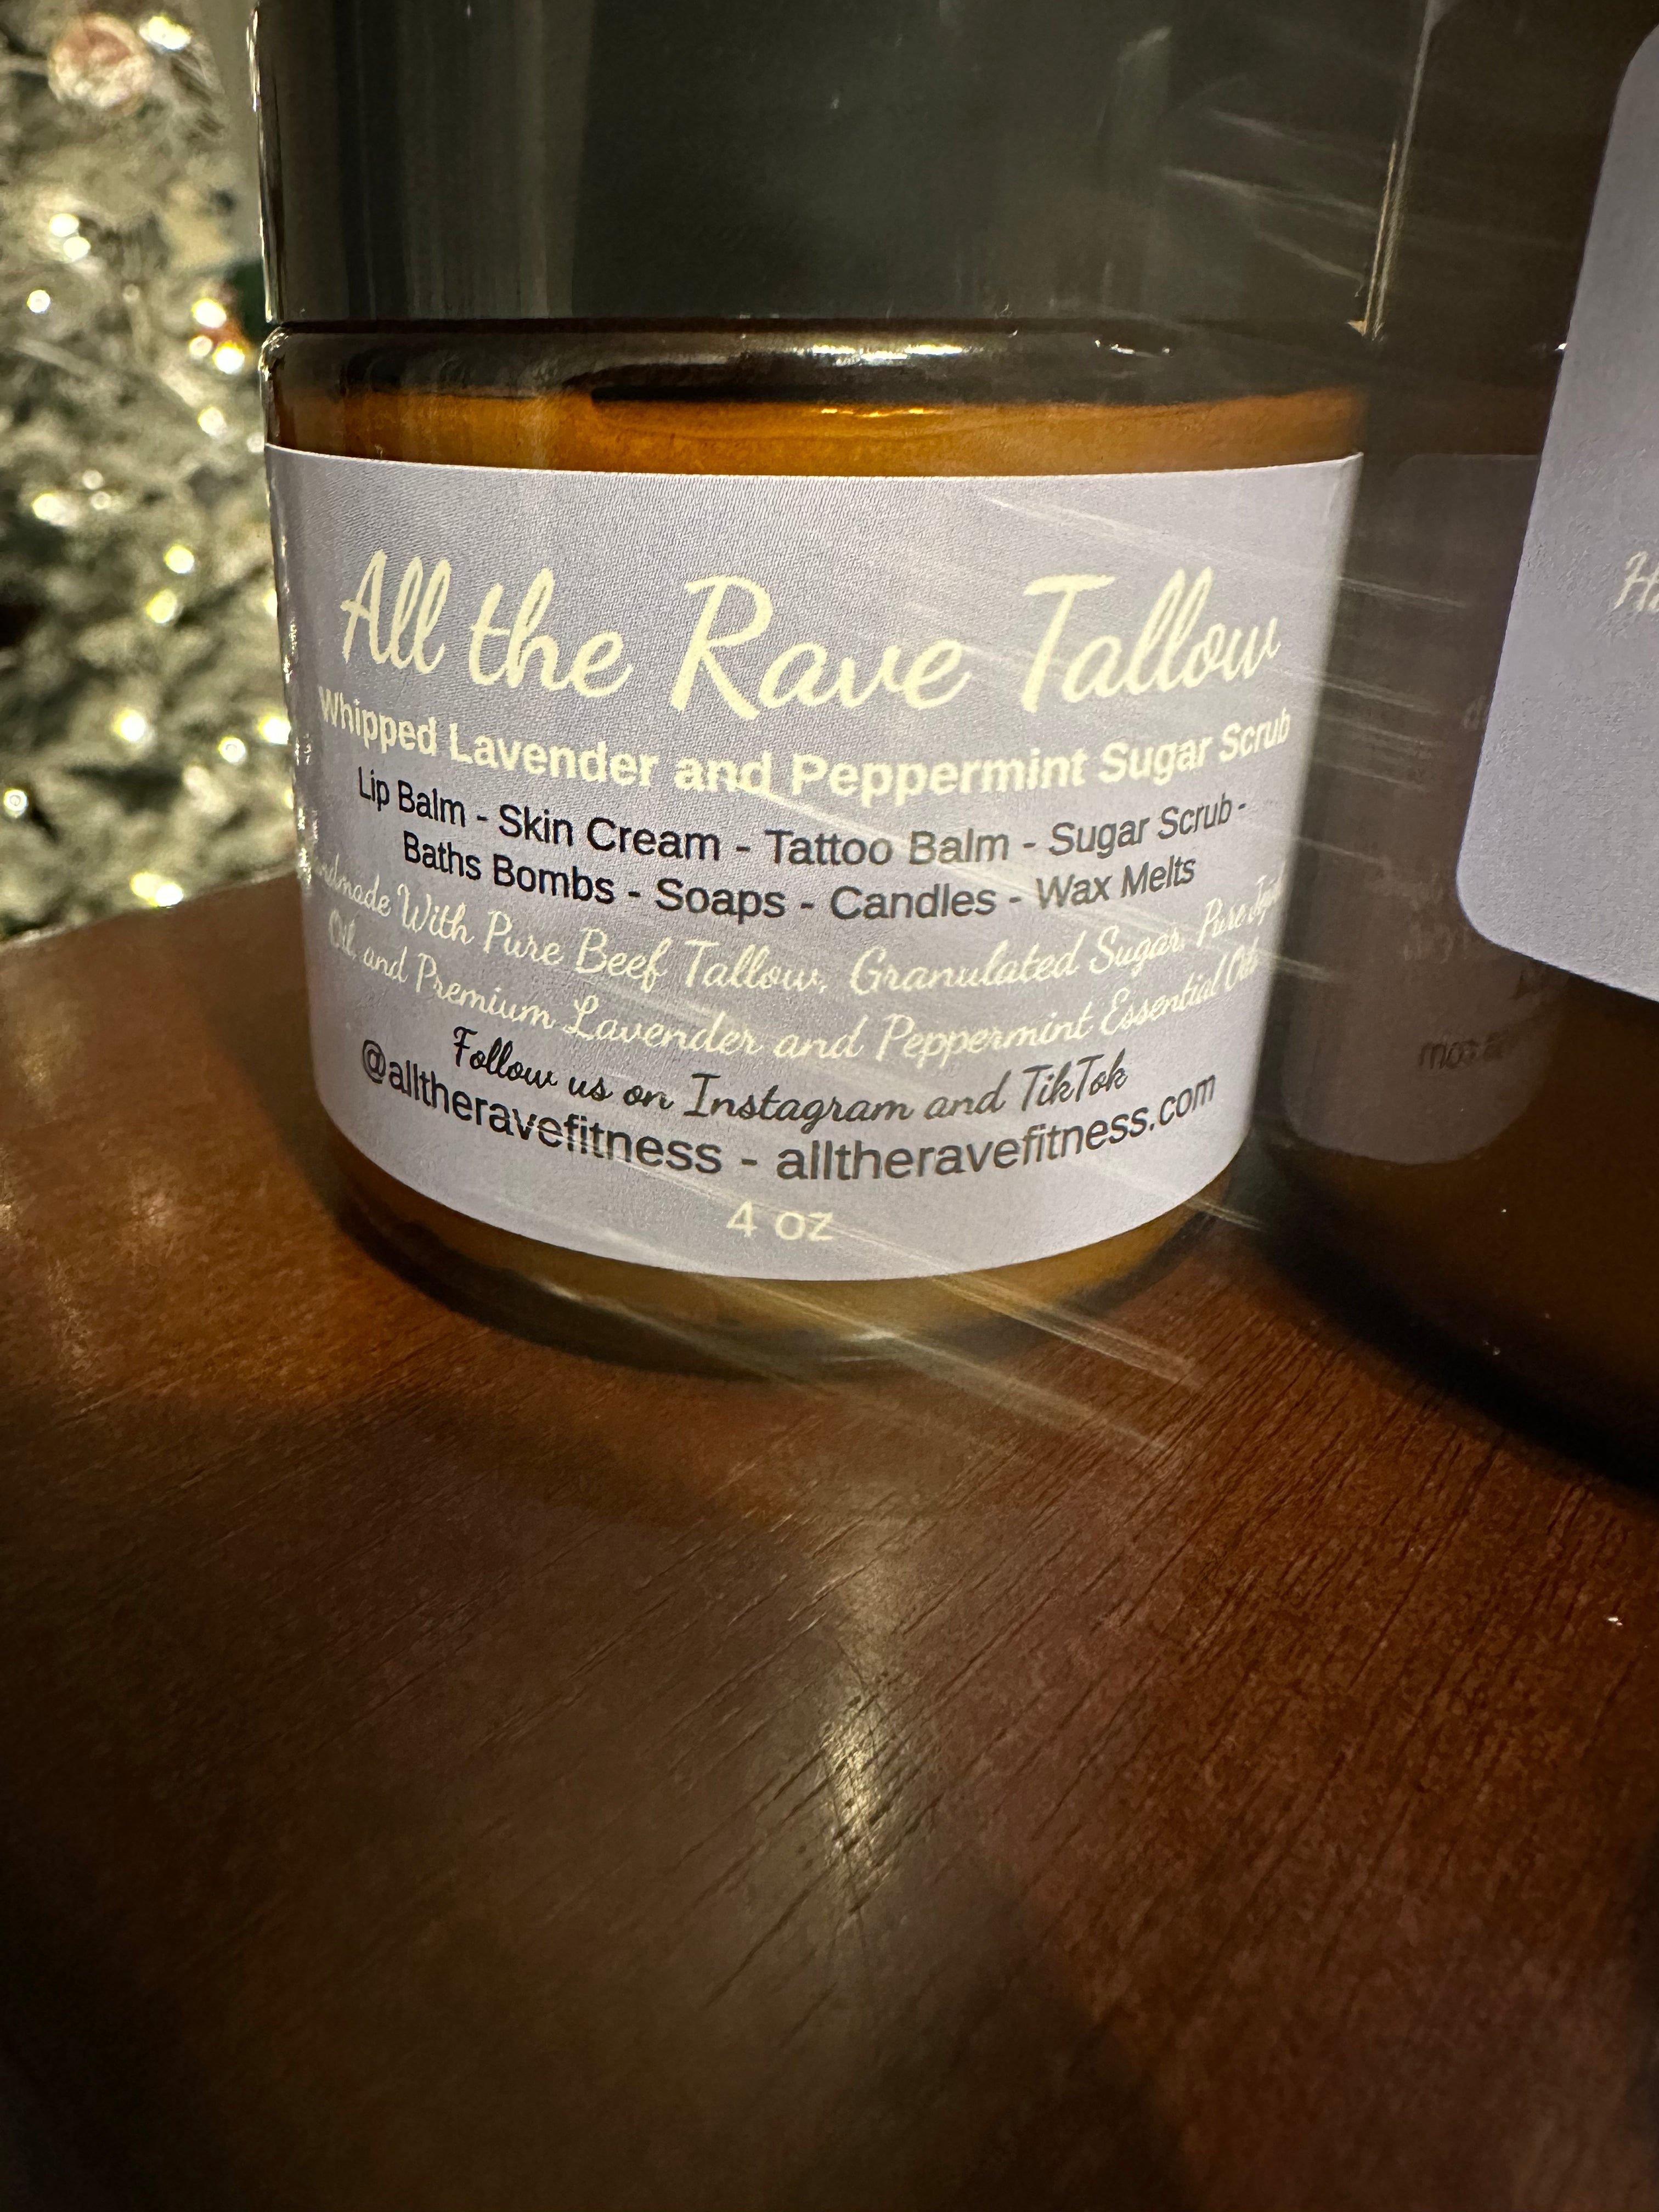 All the Rave Tallow
Whipped Lavender and Peppermint Sugar Scrub
Lip Balm - Skin Cream - Tattoo Balm - Sugar Scrub -
Baths Bombs - Soaps - Candles - Wax Melts
With Pure Beef Tallow, Granulated Sugar, Pure
Oil, and Premium Lavender and Peppermint Essential Oils
Follow us on Instagram and TikTok
@alltheravefitness - alltheravefitness.com
4 oz